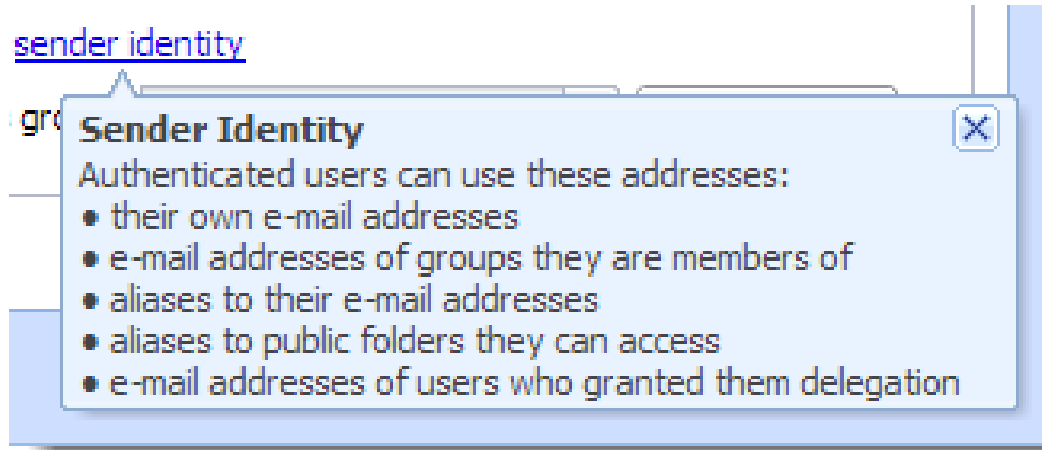 sender identity
gro
Sender Identity
Authenticated users can use these addresses:
• their own e-mail addresses
• e-mail addresses of groups they are members of
• aliases to their e-mail addresses
• aliases to public folders they can access
• e-mail addresses of users who granted them delegation